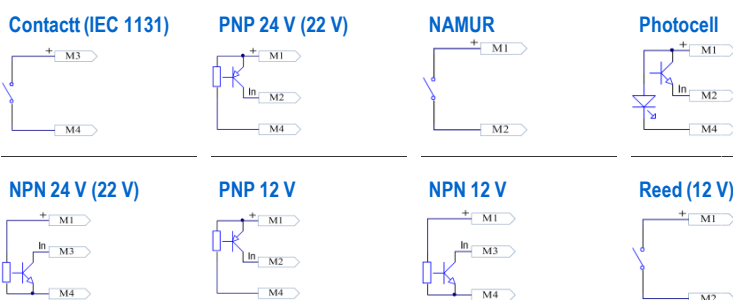 Contactt (IEC 1131) PNP 24 V (22 V) NAMUR Photocell
+ M3 + M1 + M1 + M1
In M2 In M2
M4 M4 M2 M4
NPN 24 V (22 V) PNP 12 V NPN 12 V Reed (12 V)
+ M1 + M1 + M1 + M1
In M3 In M2 In M3
M4 M4 M4 M2